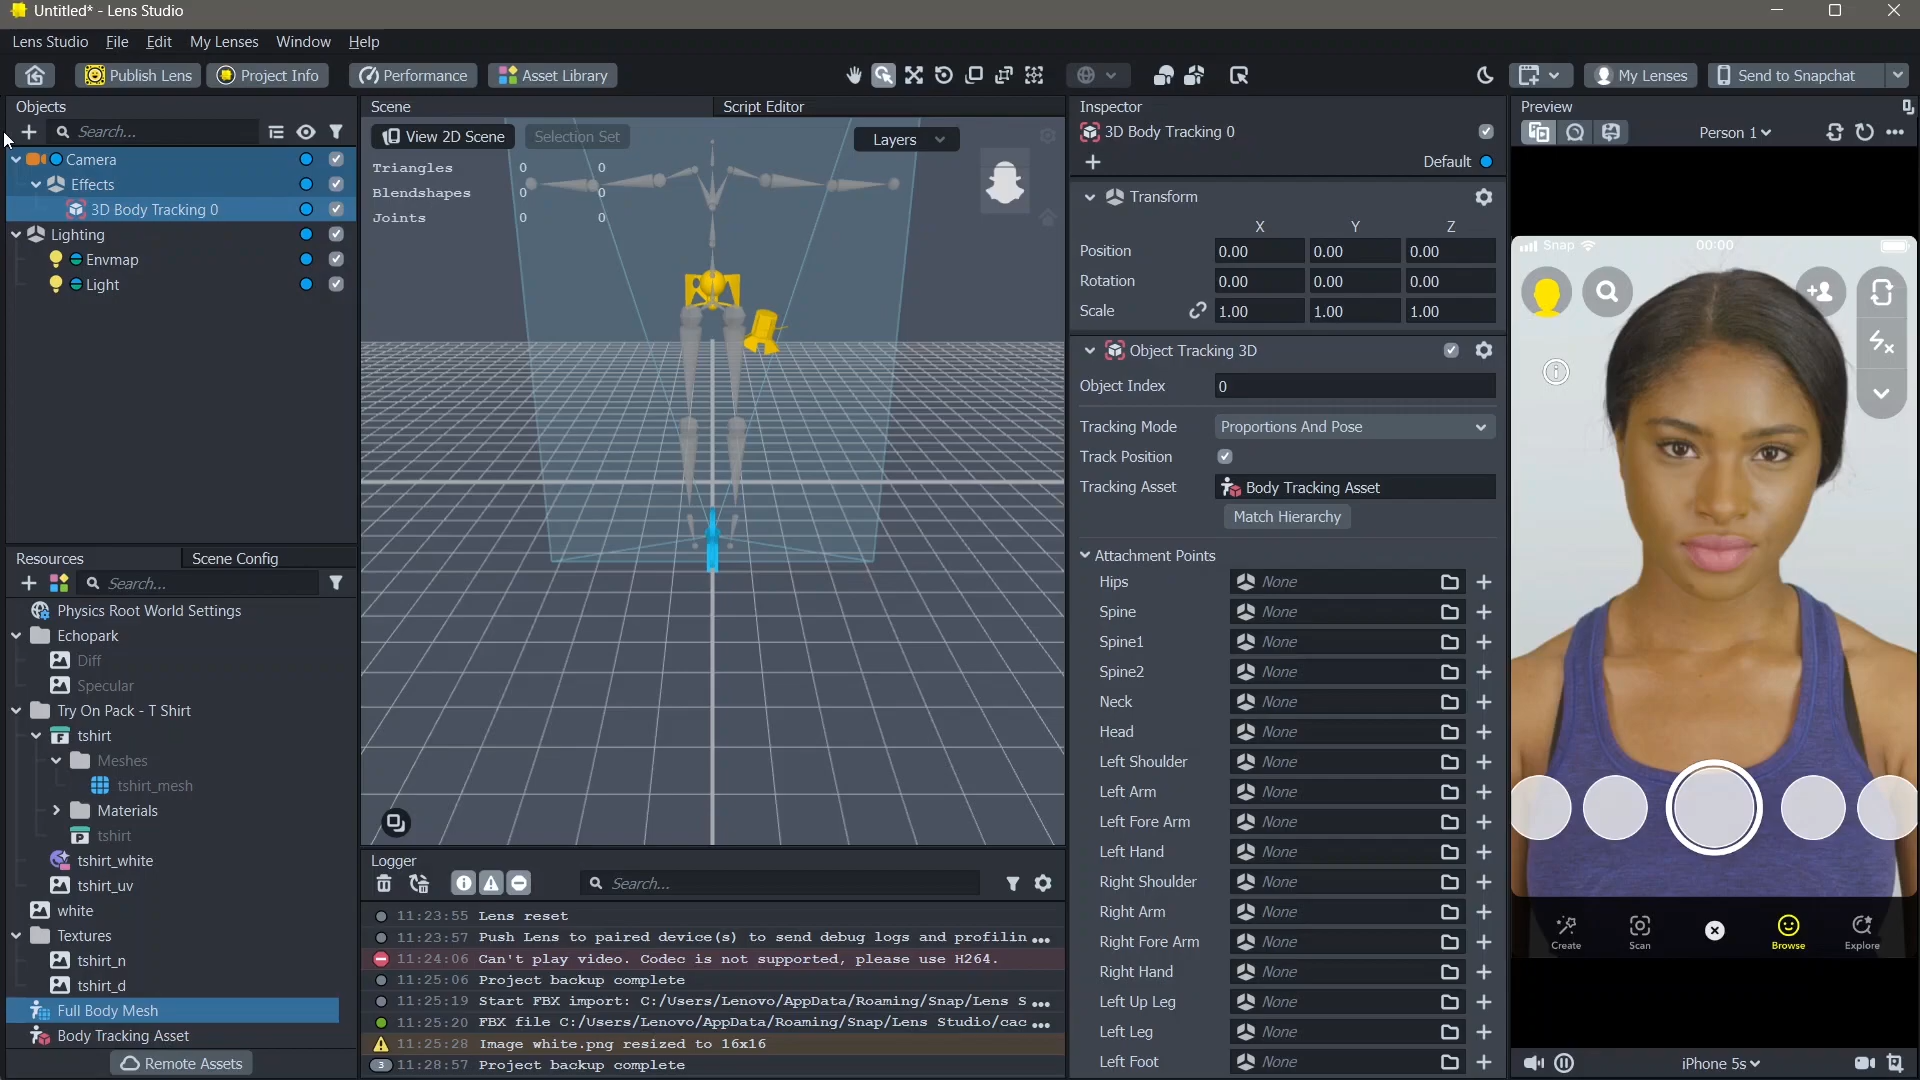 Untitled* - Lens Studio
Lens Studio File Edit My Lenses Window Help
Publish Lens Project Info Performance Asset Library My Lenses Send to Snapchat
Objects
Search...
Camera
Effects
3D Body Tracking 0
Lighting
Envmap
Light
Resources Scene Config
Search...
Physics Root World Settings
Echopark
Diff
Specular
Try On Pack - T Shirt
tshirt
Meshes
tshirt_mesh
Materials
tshirt
tshirt_white
tshirt_uv
white
Textures
tshirt_n
tshirt_d
Full Body Mesh
Body Tracking Asset
Remote Assets
Scene Script Editor
View 2D Scene Selection Set Layers
Triangles 0 0
Blendshapes 0 0
Joints 0 0
Logger
Search...
11:23:55 Lens reset
11:23:57 Push Lens to paired device(s) to send debug logs and profilin...
11:24:06 Can't play video. Codec is not supported, please use H264.
11:25:06 Project backup complete
11:25:19 Start FBX import: C:/Users/Lenovo/AppData/Roaming/Snap/Lens S...
11:25:20 FBX file C:/Users/Lenovo/AppData/Roaming/Snap/Lens Studio/cac...
11:25:28 Image white.png resized to 16x16
3 11:28:57 Project backup complete
Inspector
3D Body Tracking 0
Default
Transform
X Y Z
Position 0.00 0.00 0.00
Rotation 0.00 0.00 0.00
Scale 1.00 1.00 1.00
Object Tracking 3D
Object Index 0
Tracking Mode Proportions And Pose
Track Position
Tracking Asset Body Tracking Asset
Match Hierarchy
Attachment Points
Hips None
Spine None
Spine1 None
Spine2 None
Neck None
Head None
Left Shoulder None
Left Arm None
Left Fore Arm None
Left Hand None
Right Shoulder None
Right Arm None
Right Fore Arm None
Right Hand None
Left Up Leg None
Left Leg None
Left Foot None
Preview
Person 1
Snap 00:00
Create Scan Browse Explore
iPhone 5s